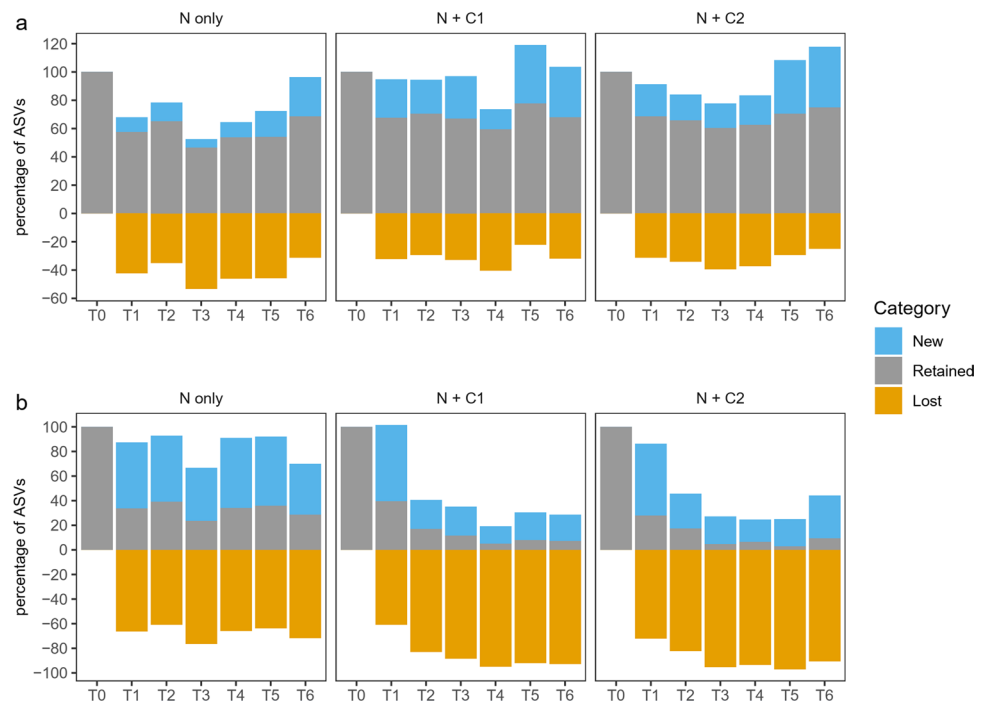 a
N only
N + C1
N + C2
percentage of ASVs
120
100
80
60
40
20
0
−20
−40
−60
T0 T1 T2 T3 T4 T5 T6
T0 T1 T2 T3 T4 T5 T6
T0 T1 T2 T3 T4 T5 T6
Category
New
Retained
Lost
b
N only
N + C1
N + C2
percentage of ASVs
100
80
60
40
20
0
−20
−40
−60
−80
−100
T0 T1 T2 T3 T4 T5 T6
T0 T1 T2 T3 T4 T5 T6
T0 T1 T2 T3 T4 T5 T6